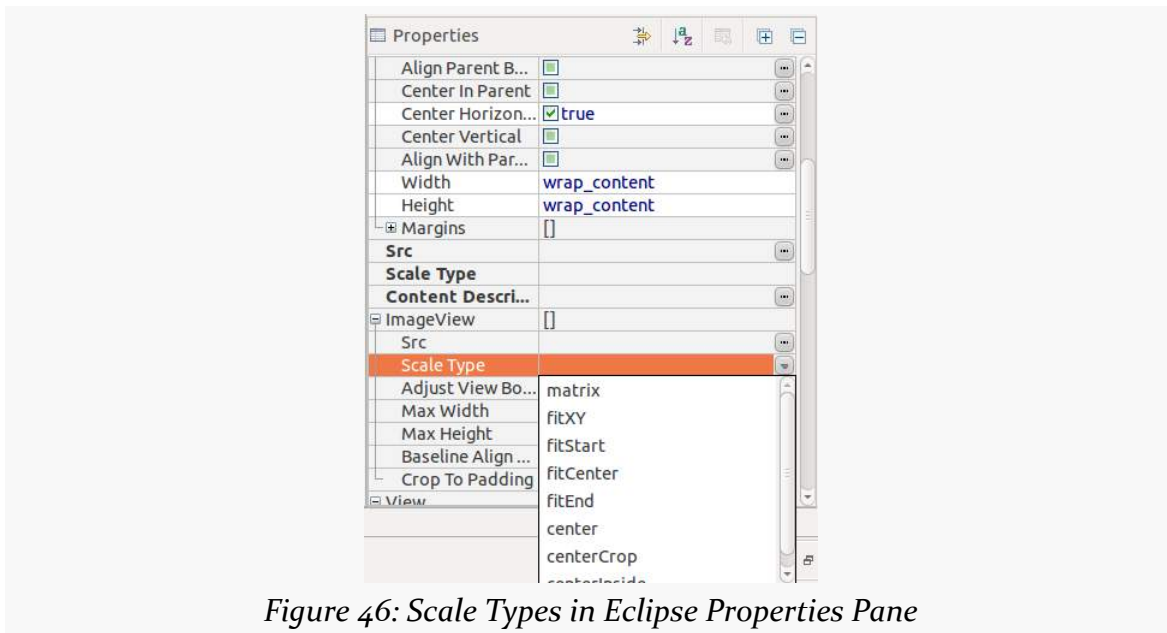 Properties
Align Parent B...
Center In Parent
Center Horizon... true
Center Vertical
Align With Par...
Width wrap_content
Height wrap_content
Margins []
Src
Scale Type
Content Descri...
ImageView []
Src
Scale Type
Adjust View Bo...
matrix
Max Width
fitXY
Max Height
fitStart
Baseline Align ...
fitCenter
Crop To Padding
fitEnd
View
center
centerCrop
centerInside
Figure 46: Scale Types in Eclipse Properties Pane